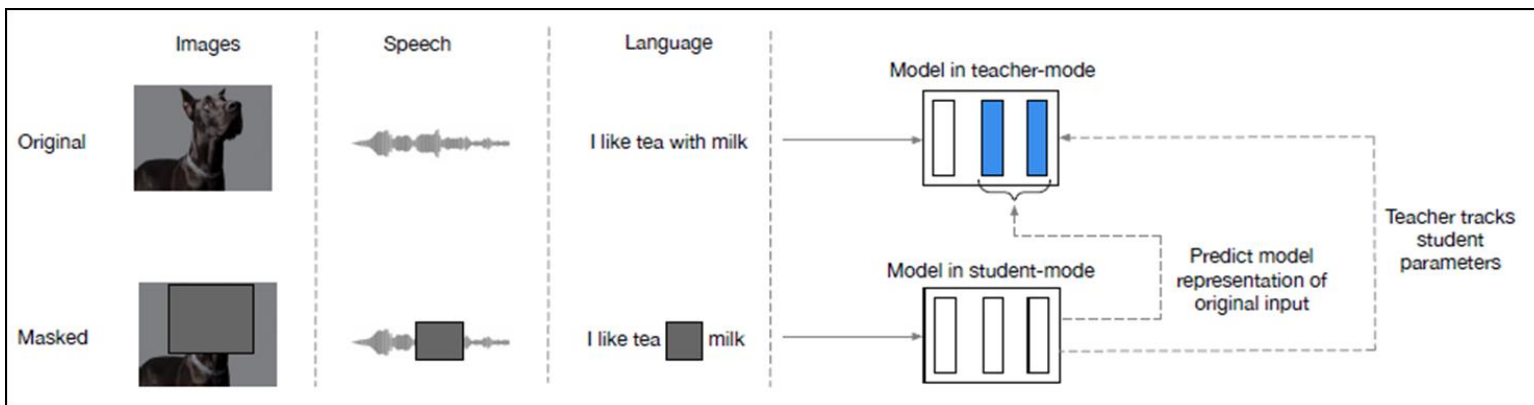 Images
Speech
Language
Model in teacher-mode
Original
I like tea with milk
Teacher tracks
student
parameters
Predict model
representation of
original input
Model in student-mode
Masked
I like tea milk